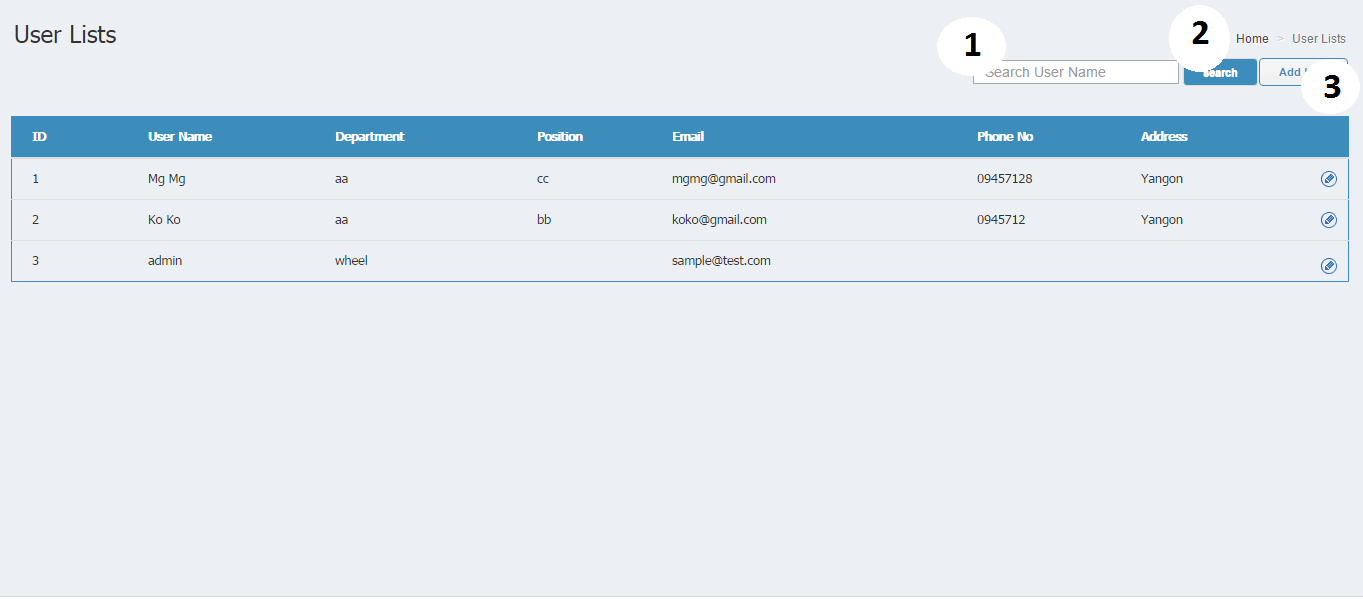 User Lists
1
2
Home > User Lists
Search User Name
Search
Add
3
ID User Name Department Position Email Phone No Address
1 Mg Mg aa cc mgmg@gmail.com 09457128 Yangon
2 Ko Ko aa bb koko@gmail.com 0945712 Yangon
3 admin wheel sample@test.com